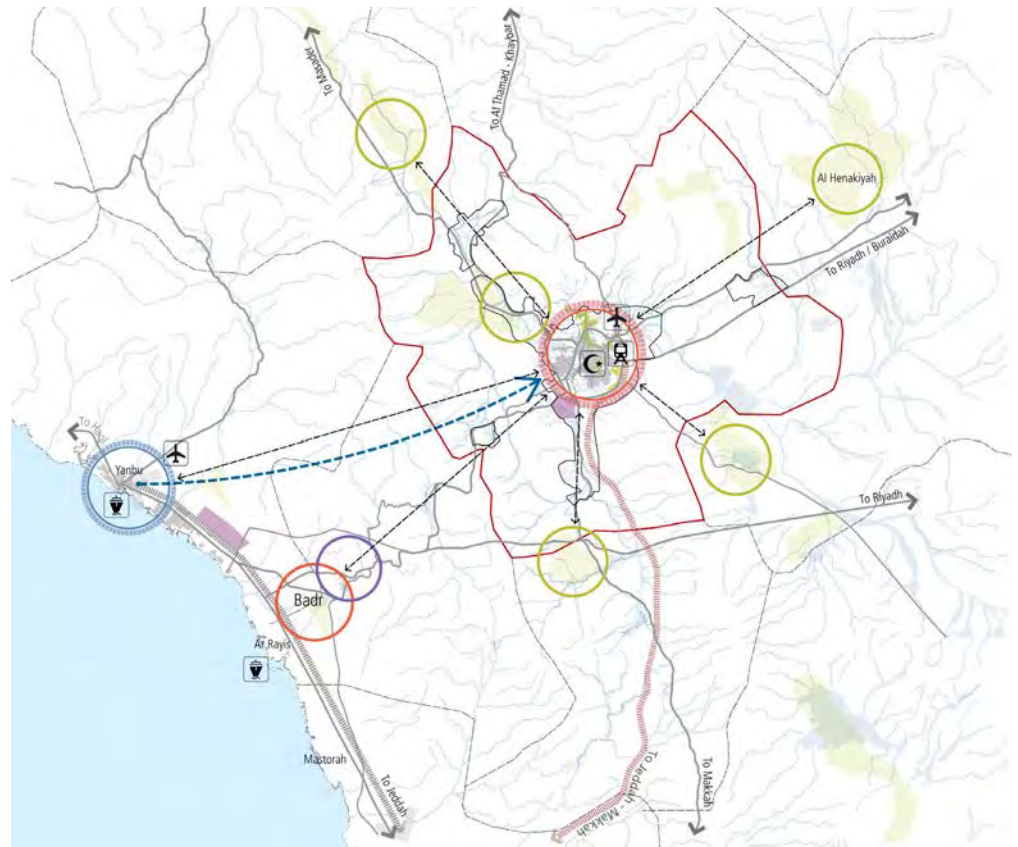 To Masader
To Al Thamad - Khaybar
Al Henakiyah
To Riyadh / Buraidah
Yanbu
To Riyadh
Badr
Ar Rayis
Mastorah
To Jeddah
To Jeddah - Makkah
To Makkah